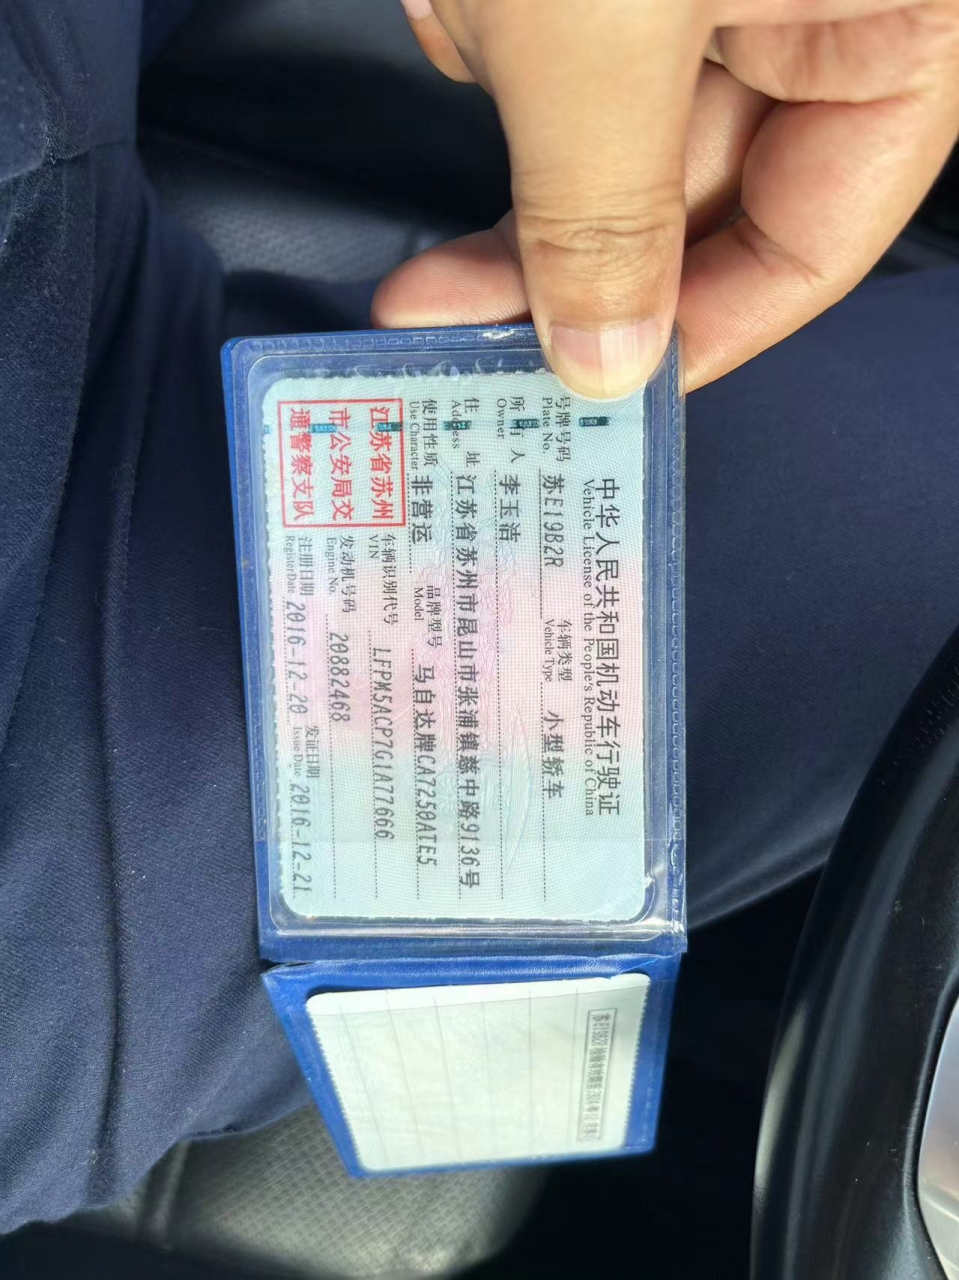 中华人民共和国机动车行驶证
Vehicle License of the People's Republic of China
号牌号码 苏E19B2R 车辆类型 小型轿车
Plate No. Vehicle Type
所有人 李玉洁
Owner
住址 江苏省苏州市昆山市张浦镇慈中路9136号
Address
使用性质 非营运 品牌型号 马自达牌CA7250ATE5
Use Character Model
江苏省苏州
市公安局交
通警察支队
车辆识别代号 LFPM5ACP7G1A77666
VIN
发动机号码 20882468
Engine No.
注册日期 2016-12-20 发证日期 2016-12-21
Register Date Issue Date